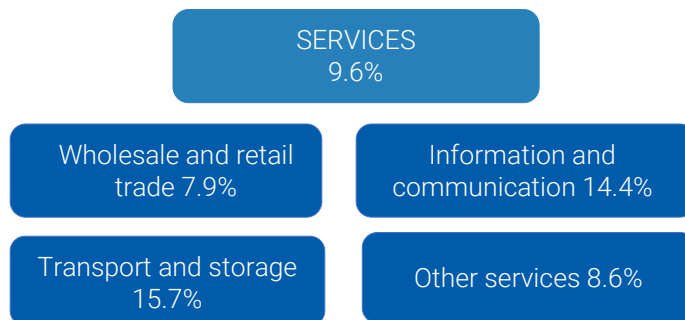 SERVICES
9.6%
Wholesale and retail
trade 7.9%
Information and
communication 14.4%
Transport and storage
15.7%
Other services 8.6%